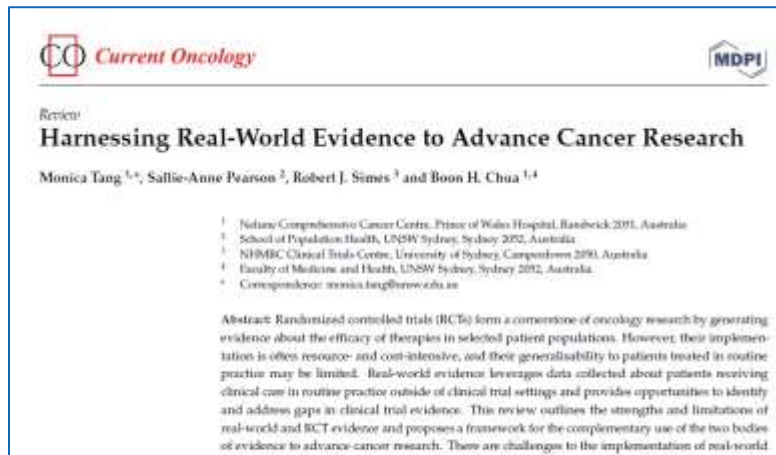 CO Current Oncology
MDPI
Review
Harnessing Real-World Evidence to Advance Cancer Research
Monica Tang 1,*, Sallie-Anne Pearson 2, Robert J. Simes 3 and Boon H. Chua 1,4
1 Nelune Comprehensive Cancer Centre, Prince of Wales Hospital, Randwick 2031, Australia
2 School of Population Health, UNSW Sydney, Sydney 2052, Australia
3 NHMRC Clinical Trials Centre, University of Sydney, Camperdown 2050, Australia
4 Faculty of Medicine and Health, UNSW Sydney, Sydney 2052, Australia
* Correspondence: monica.tang@unsw.edu.au
Abstract: Randomized controlled trials (RCTs) form a cornerstone of oncology research by generating
evidence about the efficacy of therapies in selected patient populations. However, their implemen-
tation is often resource- and cost-intensive, and their generalisability to patients treated in routine
practice may be limited. Real-world evidence leverages data collected about patients receiving
clinical care in routine practice outside of clinical trial settings and provides opportunities to identify
and address gaps in clinical trial evidence. This review outlines the strengths and limitations of
real-world and RCT evidence and proposes a framework for the complementary use of the two bodies
of evidence to advance cancer research. There are challenges to the implementation of real-world